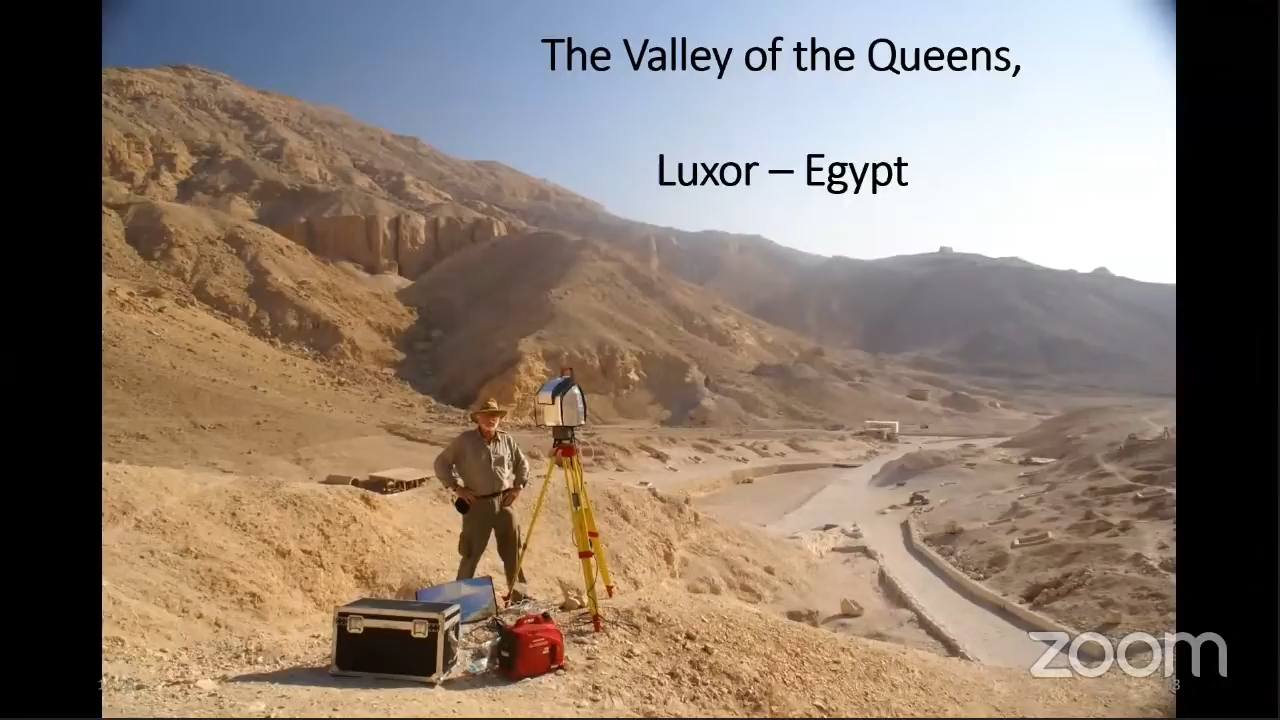 The Valley of the Queens,
Luxor – Egypt
zoom